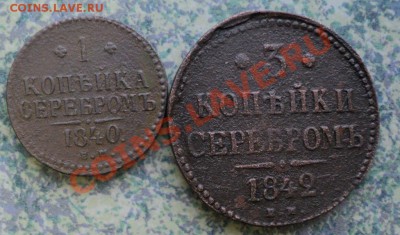 COINS.LAVE.RU
1
КОПѢЙКА
СЕРЕБРОМЪ
1840
3
КОПѢЙКИ
СЕРЕБРОМЪ
1842
COINS.LAVE.RU